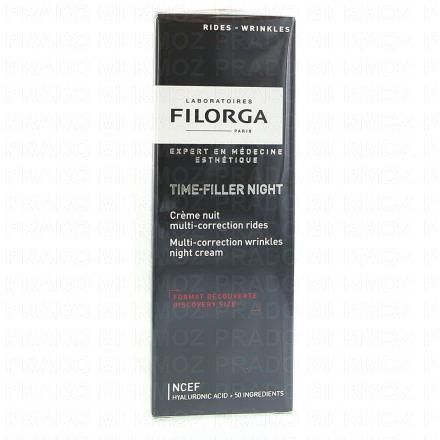 RIDES - WRINKLES
LABORATOIRES
FILORGA
PARIS
EXPERT EN MÉDECINE
ESTHÉTIQUE
TIME-FILLER NIGHT
Crème nuit
multi-correction rides
Multi-correction wrinkles
night cream
FORMAT DÉCOUVERTE
DISCOVERY SIZE
NCEF
HYALURONIC ACID + 50 INGREDIENTS